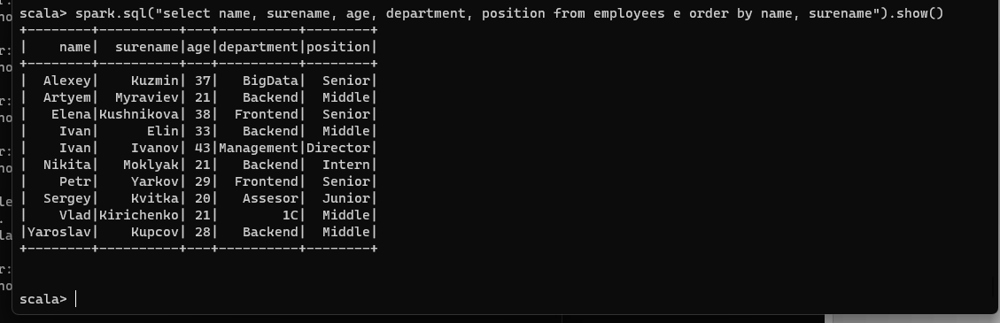 scala> spark.sql("select name, surename, age, department, position from employees e order by name, surename").show()
+--------+----------+---+----------+--------+
|    name|  surename|age|department|position|
+--------+----------+---+----------+--------+
|  Alexey|    Kuzmin| 37|   BigData|  Senior|
|  Artyem|  Myraviev| 21|   Backend|  Middle|
|   Elena|Kushnikova| 38|  Frontend|  Senior|
|    Ivan|      Elin| 33|   Backend|  Middle|
|    Ivan|    Ivanov| 43|Management|Director|
|  Nikita|   Moklyak| 21|   Backend|  Intern|
|    Petr|    Yarkov| 29|  Frontend|  Senior|
|  Sergey|    Kvitka| 20|   Assesor|  Junior|
|    Vlad|Kirichenko| 21|        1C|  Middle|
|Yaroslav|    Kupcov| 28|   Backend|  Middle|
+--------+----------+---+----------+--------+
scala>